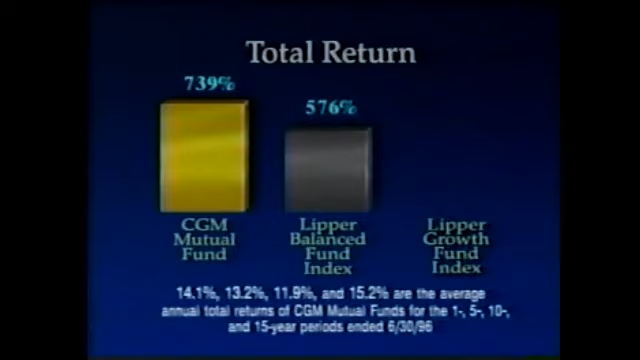 Total Return
739%
576%
CGM
Mutual
Fund
Lipper
Balanced
Fund
Index
Lipper
Growth
Fund
Index
14.1%, 13.2%, 11.9%, and 15.2% are the average
annual total returns of CGM Mutual Funds for the 1-, 5-, 10-,
and 15-year periods ended 6/30/96